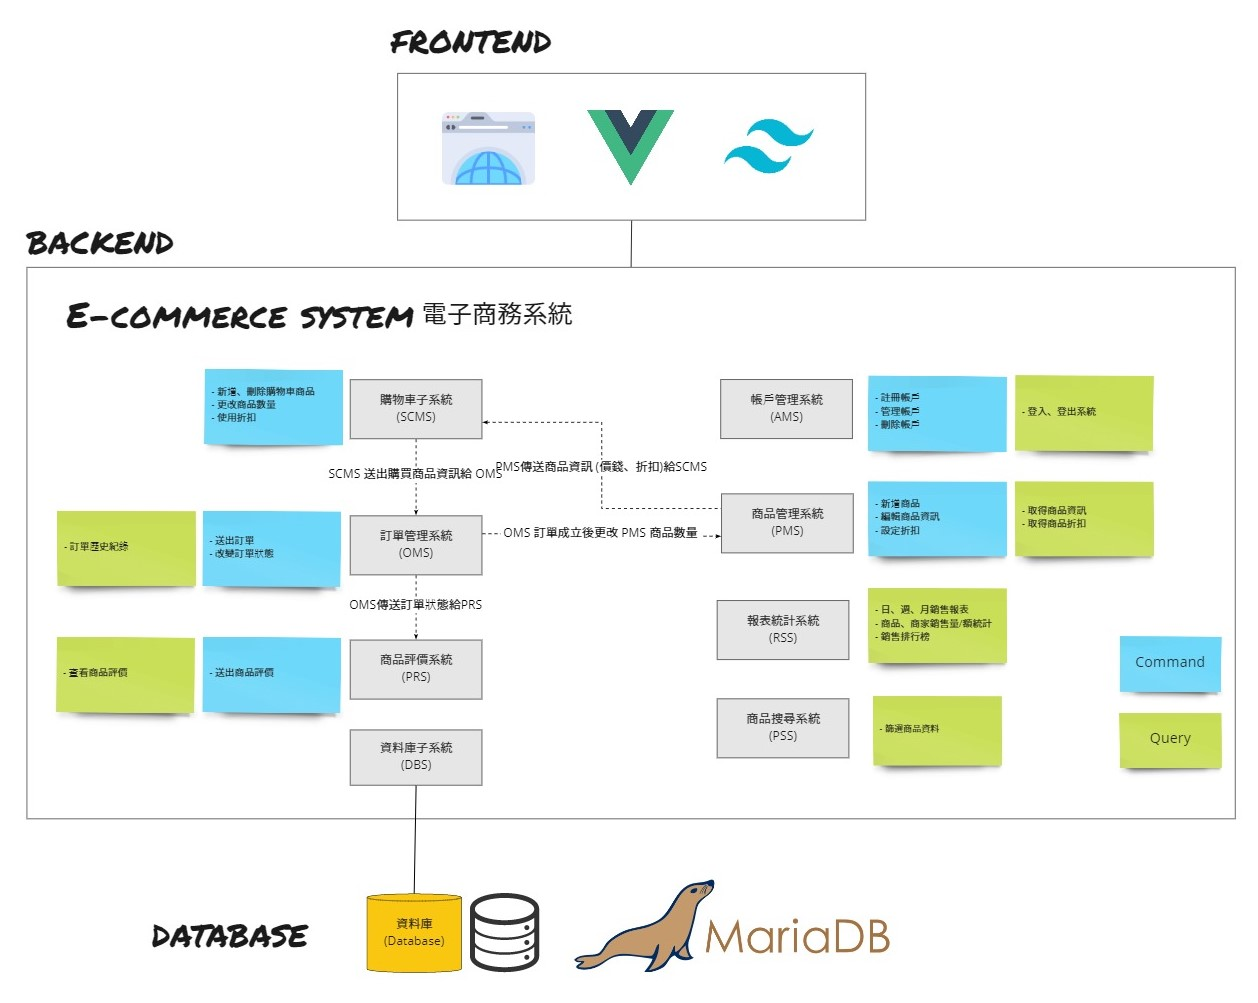 FRONTEND
BACKEND
E-COMMERCE SYSTEM 電子商務系統
- 新增、刪除購物車商品
- 更改商品數量
- 使用折扣
購物車子系統
(SCMS)
帳戶管理系統
(AMS)
- 註冊帳戶
- 管理帳戶
- 刪除帳戶
- 登入、登出系統
SCMS 送出購買商品資訊給 OMS
PMS傳送商品資訊 (價錢、折扣)給SCMS
- 訂單歷史紀錄
- 送出訂單
- 改變訂單狀態
訂單管理系統
(OMS)
OMS 訂單成立後更改 PMS 商品數量
商品管理系統
(PMS)
- 新增商品
- 編輯商品資訊
- 設定折扣
- 取得商品資訊
- 取得商品折扣
OMS傳送訂單狀態給PRS
- 查看商品評價
- 送出商品評價
商品評價系統
(PRS)
報表統計系統
(RSS)
- 日、週、月銷售報表
- 商品、商家銷售量/額統計
- 銷售排行榜
Command
資料庫子系統
(DBS)
商品搜尋系統
(PSS)
- 篩選商品資料
Query
DATABASE
資料庫
(Database)
MariaDB